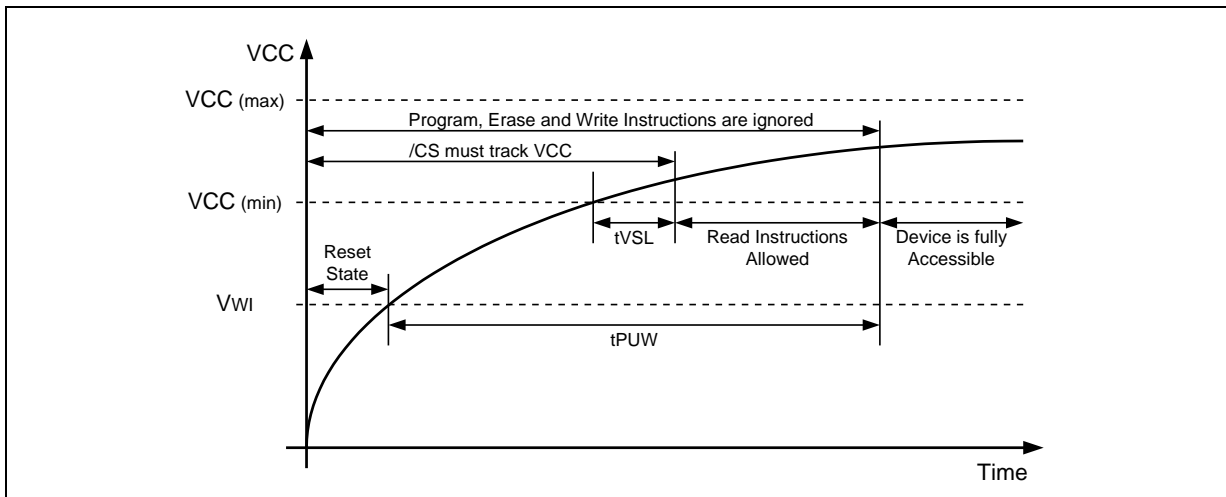 VCC
VCC (max)
Program, Erase and Write Instructions are ignored
/CS must track VCC
VCC (min)
tVSL
Read Instructions
Allowed
Device is fully
Accessible
Reset
State
VWI
tPUW
Time